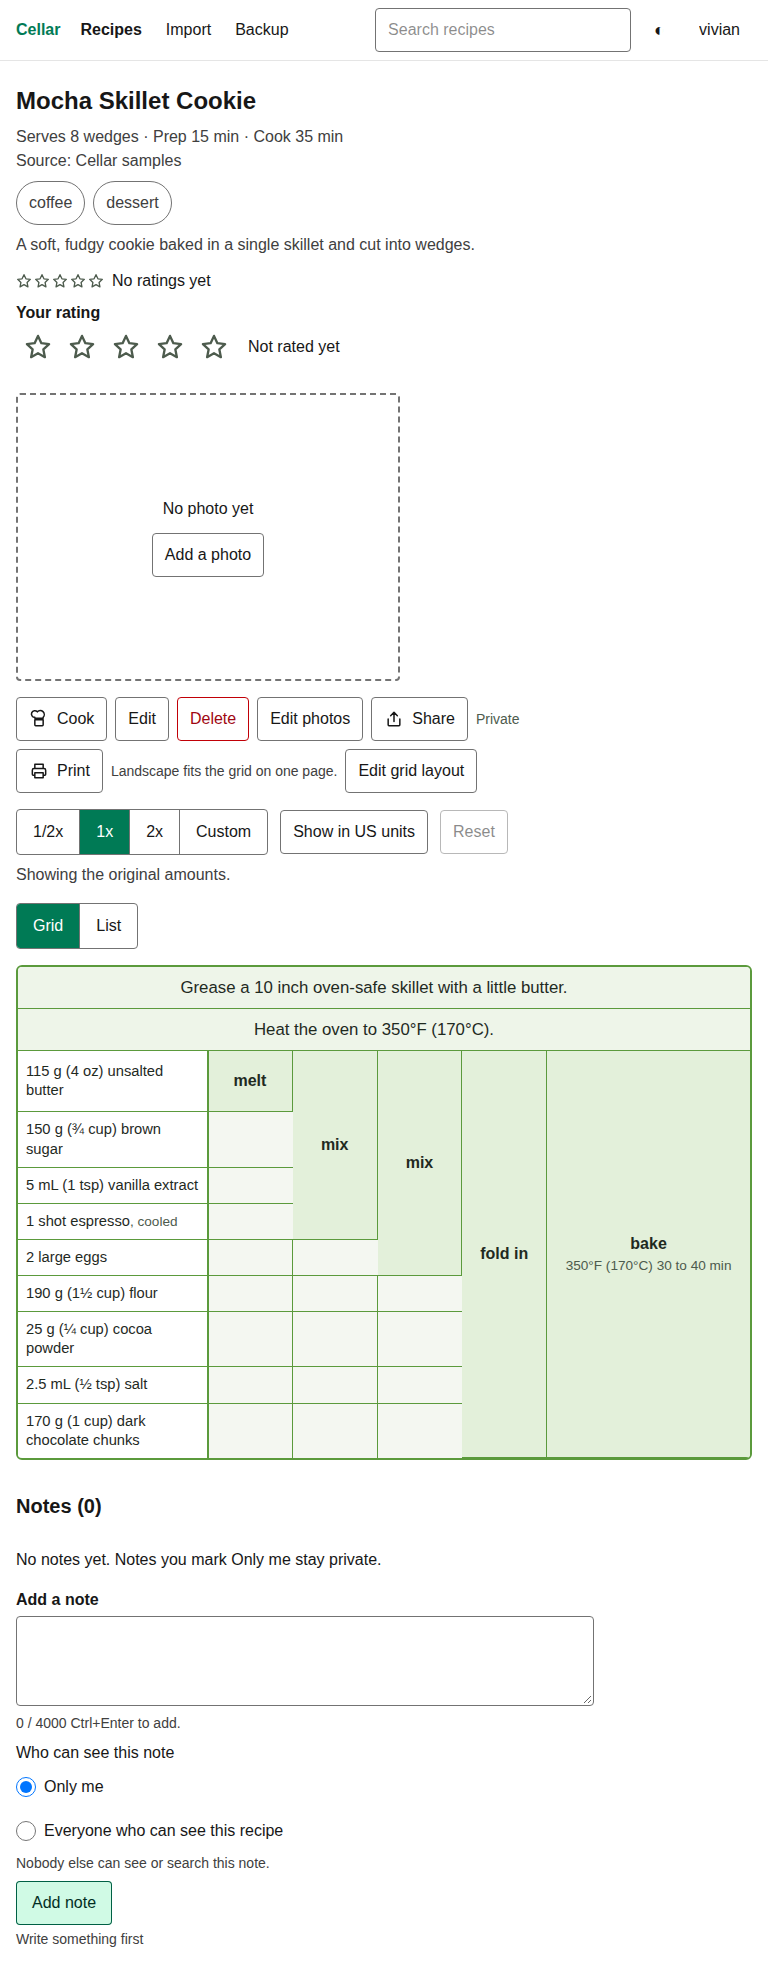 Cellar Recipes Import Backup Search recipes vivian
Mocha Skillet Cookie
Serves 8 wedges · Prep 15 min · Cook 35 min
Source: Cellar samples
coffee dessert
A soft, fudgy cookie baked in a single skillet and cut into wedges.
No ratings yet
Your rating
Not rated yet
No photo yet
Add a photo
Cook Edit Delete Edit photos Share Private
Print Landscape fits the grid on one page. Edit grid layout
1/2x 1x 2x Custom Show in US units Reset
Showing the original amounts.
Grid List
Grease a 10 inch oven-safe skillet with a little butter.
Heat the oven to 350°F (170°C).
115 g (4 oz) unsalted
butter
melt
150 g (¾ cup) brown
sugar
mix
mix
5 mL (1 tsp) vanilla extract
1 shot espresso, cooled
2 large eggs
fold in
bake
350°F (170°C) 30 to 40 min
190 g (1½ cup) flour
25 g (¼ cup) cocoa
powder
2.5 mL (½ tsp) salt
170 g (1 cup) dark
chocolate chunks
Notes (0)
No notes yet. Notes you mark Only me stay private.
Add a note
0 / 4000 Ctrl+Enter to add.
Who can see this note
Only me
Everyone who can see this recipe
Nobody else can see or search this note.
Add note
Write something first